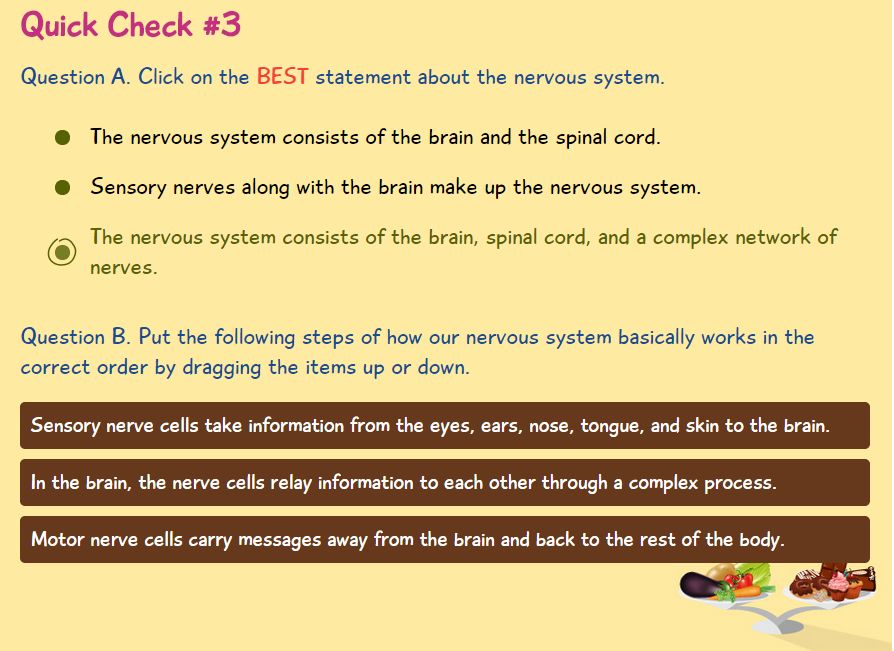 Quick Check #3
Question A. Click on the BEST statement about the nervous system.
The nervous system consists of the brain and the spinal cord.
Sensory nerves along with the brain make up the nervous system.
The nervous system consists of the brain, spinal cord, and a complex network of
nerves.
Question B. Put the following steps of how our nervous system basically works in the
correct order by dragging the items up or down.
Sensory nerve cells take information from the eyes, ears, nose, tongue, and skin to the brain.
In the brain, the nerve cells relay information to each other through a complex process.
Motor nerve cells carry messages away from the brain and back to the rest of the body.